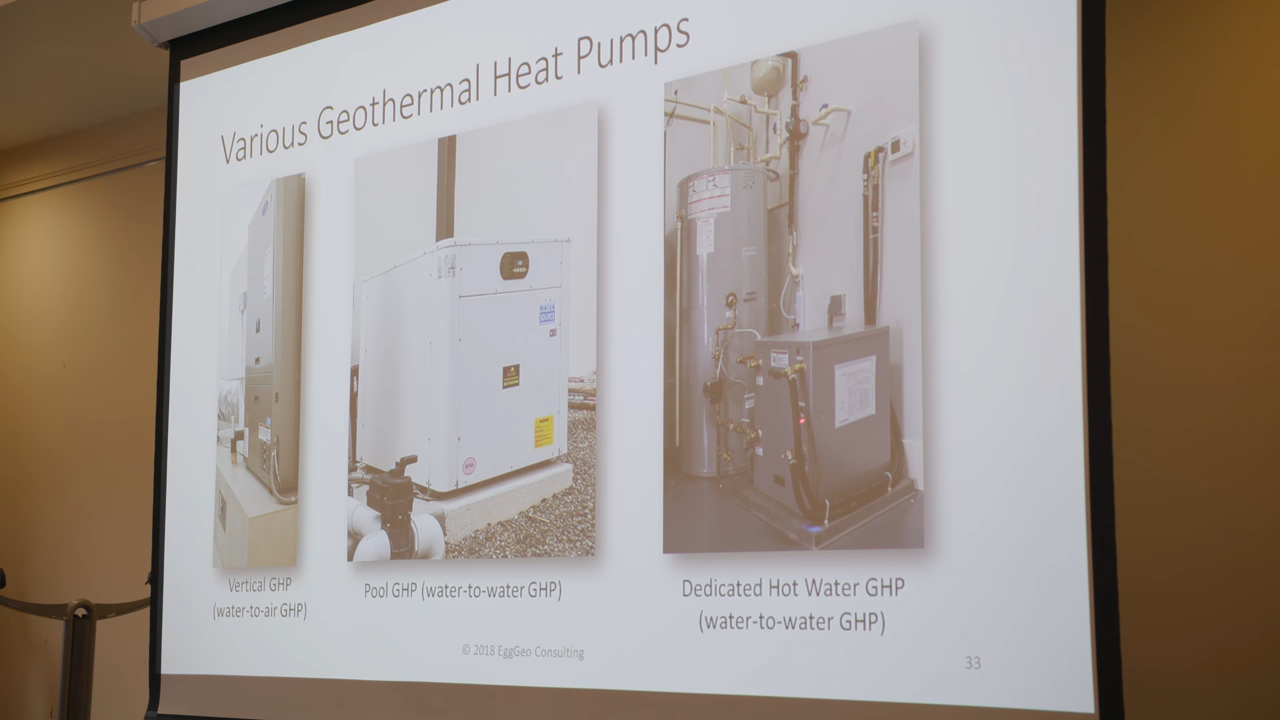 Various Geothermal Heat Pumps
Vertical GHP
(water-to-air GHP)
Pool GHP (water-to-water GHP)
Dedicated Hot Water GHP
(water-to-water GHP)
© 2018 EggGeo Consulting
33